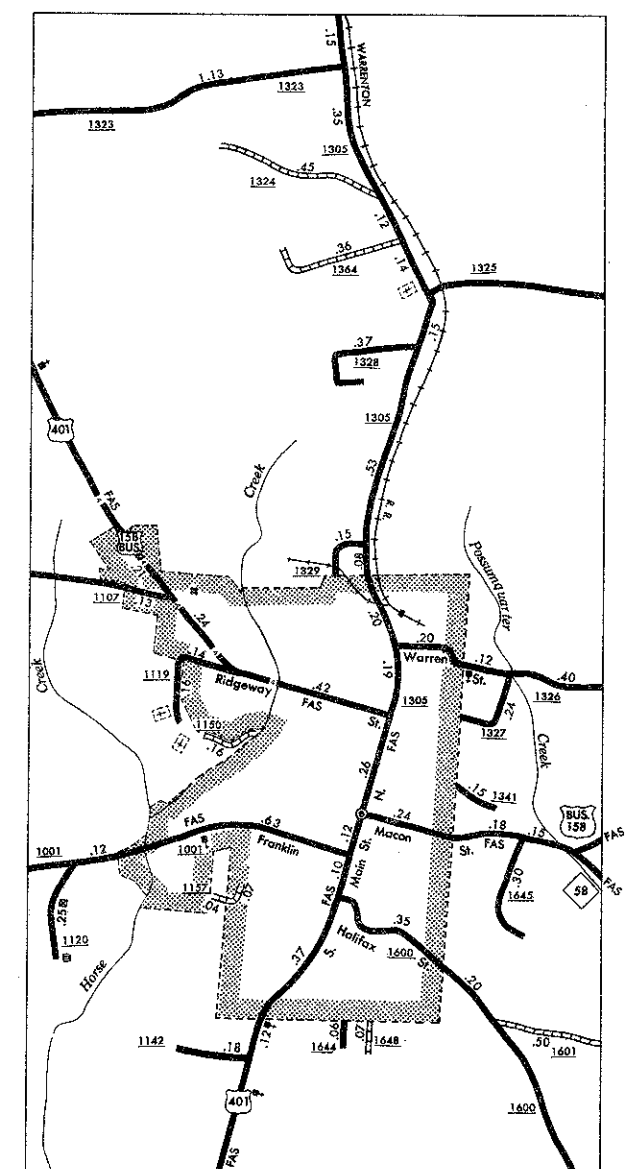 .15
WARRENTON
1.13
1323
1323
.35
1305
.45
1324
.12
.36
1364
.14
1325
.15
.37
1328
1305
401
FAS
.53
R.R.
Creek
158
BUS.
.15
1329
.08
Possumquarter
Creek
1107
.13
.24
.20
.20
Warren
St.
.12
.40
1326
.14
1119
.16
Ridgeway
.42
FAS
St.
.19
1305
.24
1327
1150
.16
FAS
.26
N.
.15
1341
Creek
BUS.
158
Creek
FAS
.63
.12
Main St.
.24
Macon
St.
.18
FAS
.15
FAS
FAS
58
1001
.12
1001
Franklin
.10
1157
.04
.07
.30
1645
.25
1120
FAS
S.
Halifax
St.
.35
1600
.37
.20
Horse
.12
.06
.07
1644
1648
.50
1601
1142
.18
401
1600
FAS